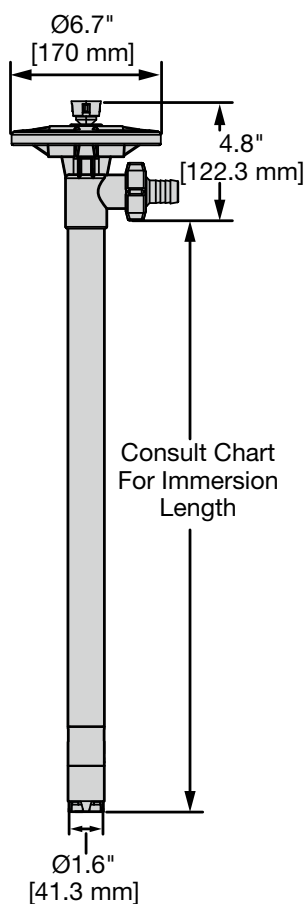 Ø6.7"
[170 mm]
4.8"
[122.3 mm]
Consult Chart
For Immersion
Length
Ø1.6"
[41.3 mm]